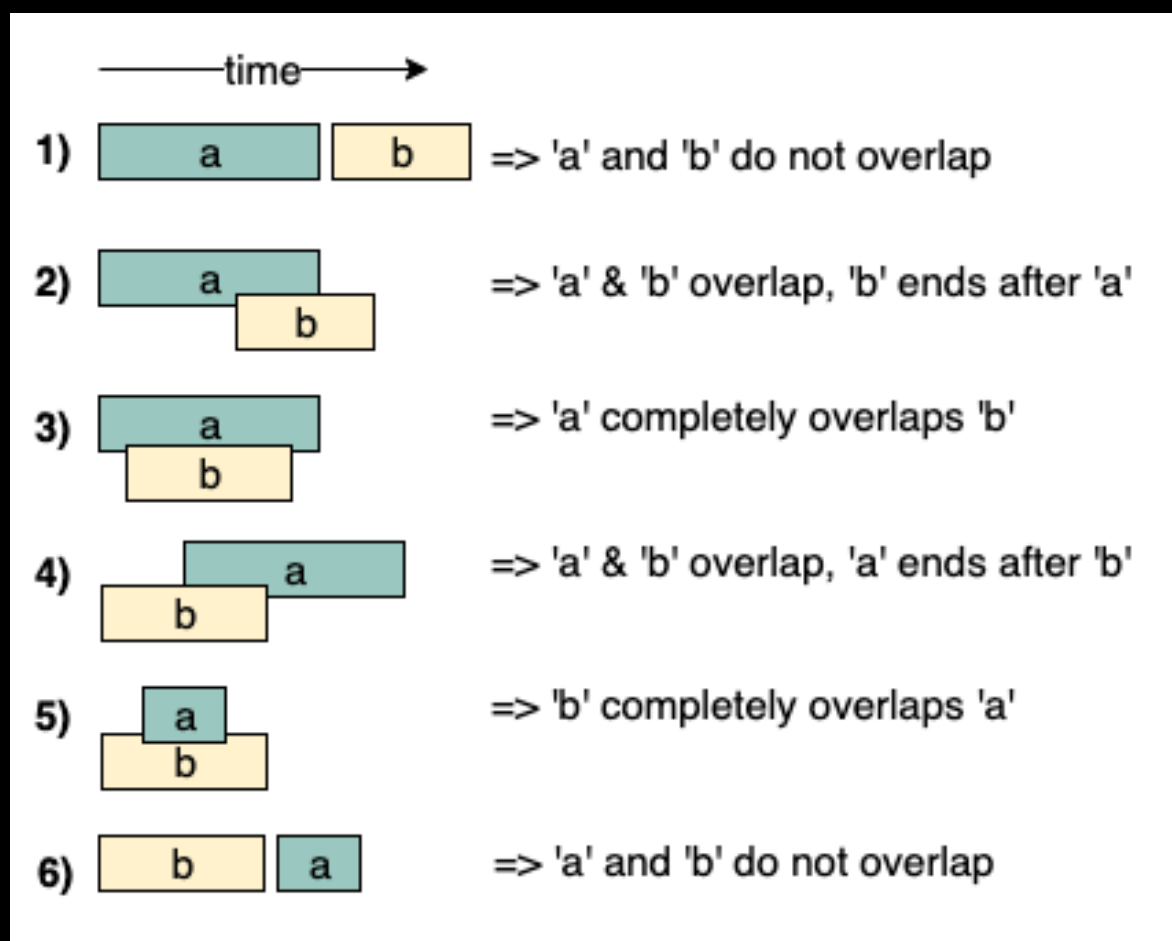 time
1) a b => 'a' and 'b' do not overlap
2) a => 'a' & 'b' overlap, 'b' ends after 'a'
b
3) a => 'a' completely overlaps 'b'
b
4) a => 'a' & 'b' overlap, 'a' ends after 'b'
b
5) a => 'b' completely overlaps 'a'
b
6) b a => 'a' and 'b' do not overlap